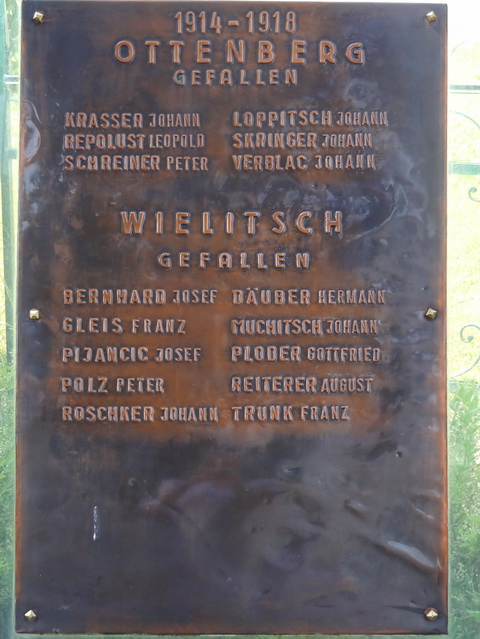 1914-1918
OTTENBERG
GEFALLEN
KRASSER JOHANN LOPPITSCH JOHANN
REPOLUST LEOPOLD SKRINGER JOHANN
SCHREINER PETER VERBLAC JOHANN
WIELITSCH
GEFALLEN
BERNHARD JOSEF DÄUBER HERMANN
GLEIS FRANZ MUCHITSCH JOHANN
PIJANCIC JOSEF PLODER GOTTFRIED
POLZ PETER REITERER AUGUST
ROSCHKER JOHANN TRUNK FRANZ